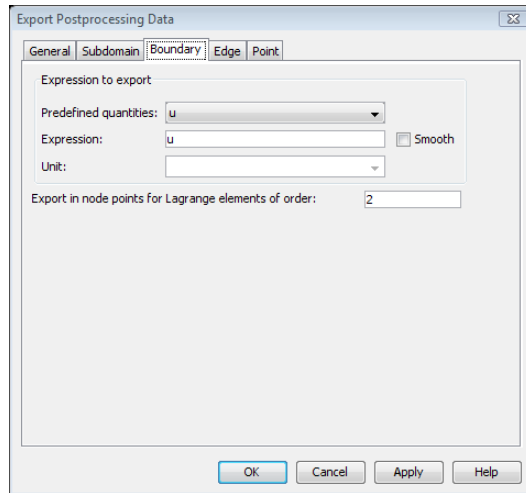 Export Postprocessing Data
General Subdomain Boundary Edge Point
Expression to export
Predefined quantities: u
Expression: u Smooth
Unit:
Export in node points for Lagrange elements of order: 2
OK Cancel Apply Help